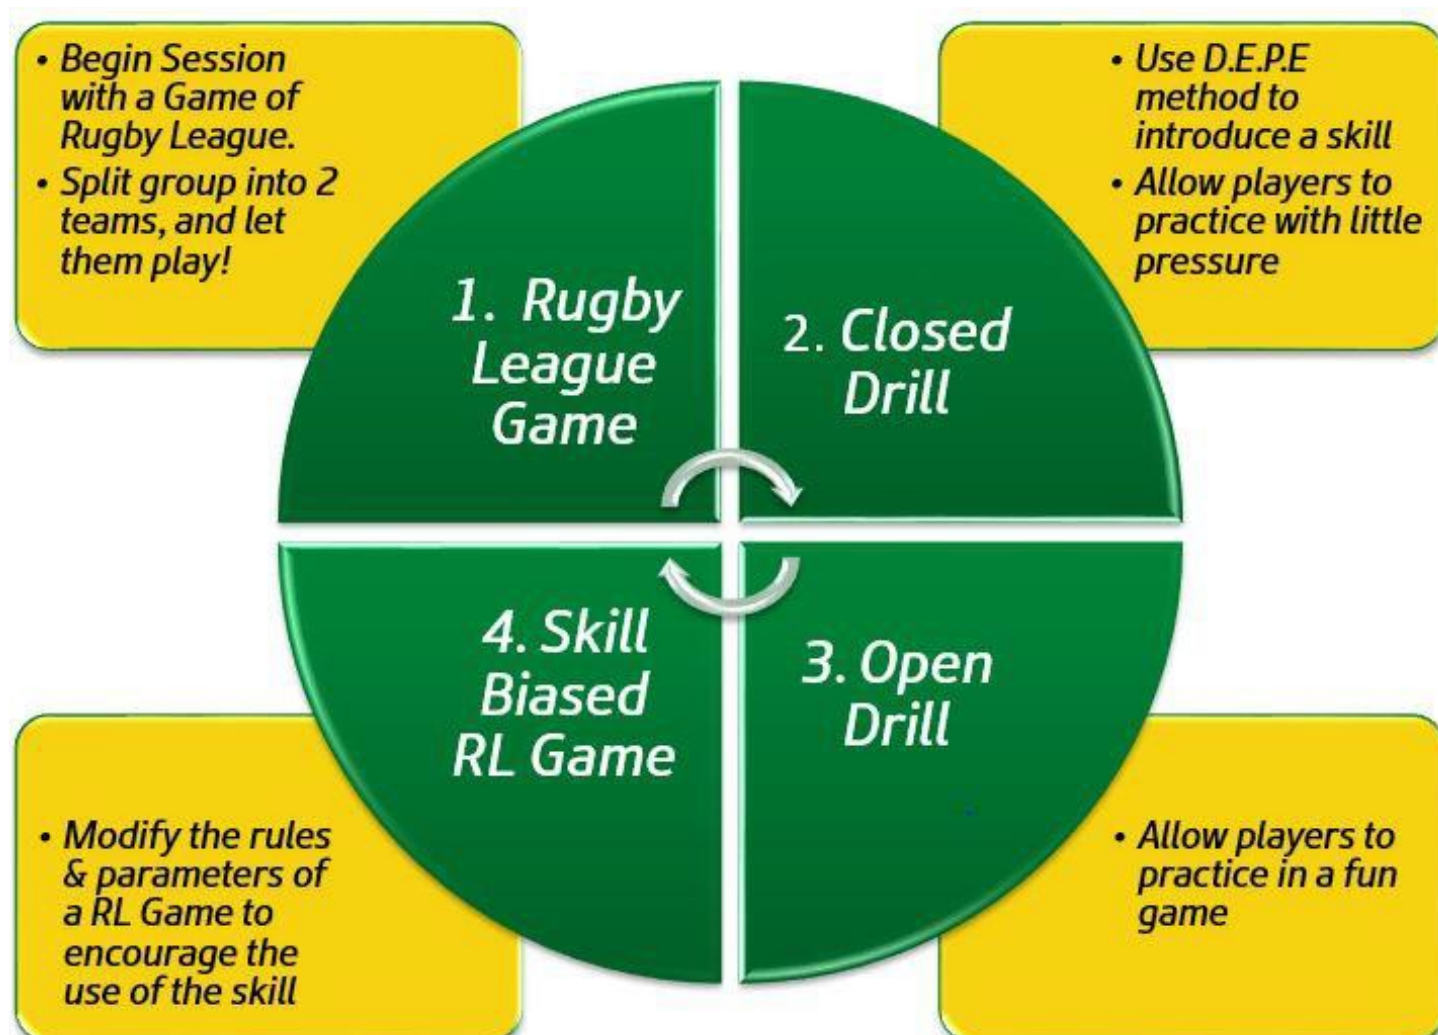 • Begin Session
with a Game of
Rugby League.
• Split group into 2
teams, and let
them play!
• Use D.E.P.E
method to
introduce a skill
• Allow players to
practice with little
pressure
1. Rugby
League
Game
2. Closed
Drill
4. Skill
Biased
RL Game
3. Open
Drill
• Modify the rules
& parameters of
a RL Game to
encourage the
use of the skill
• Allow players to
practice in a fun
game